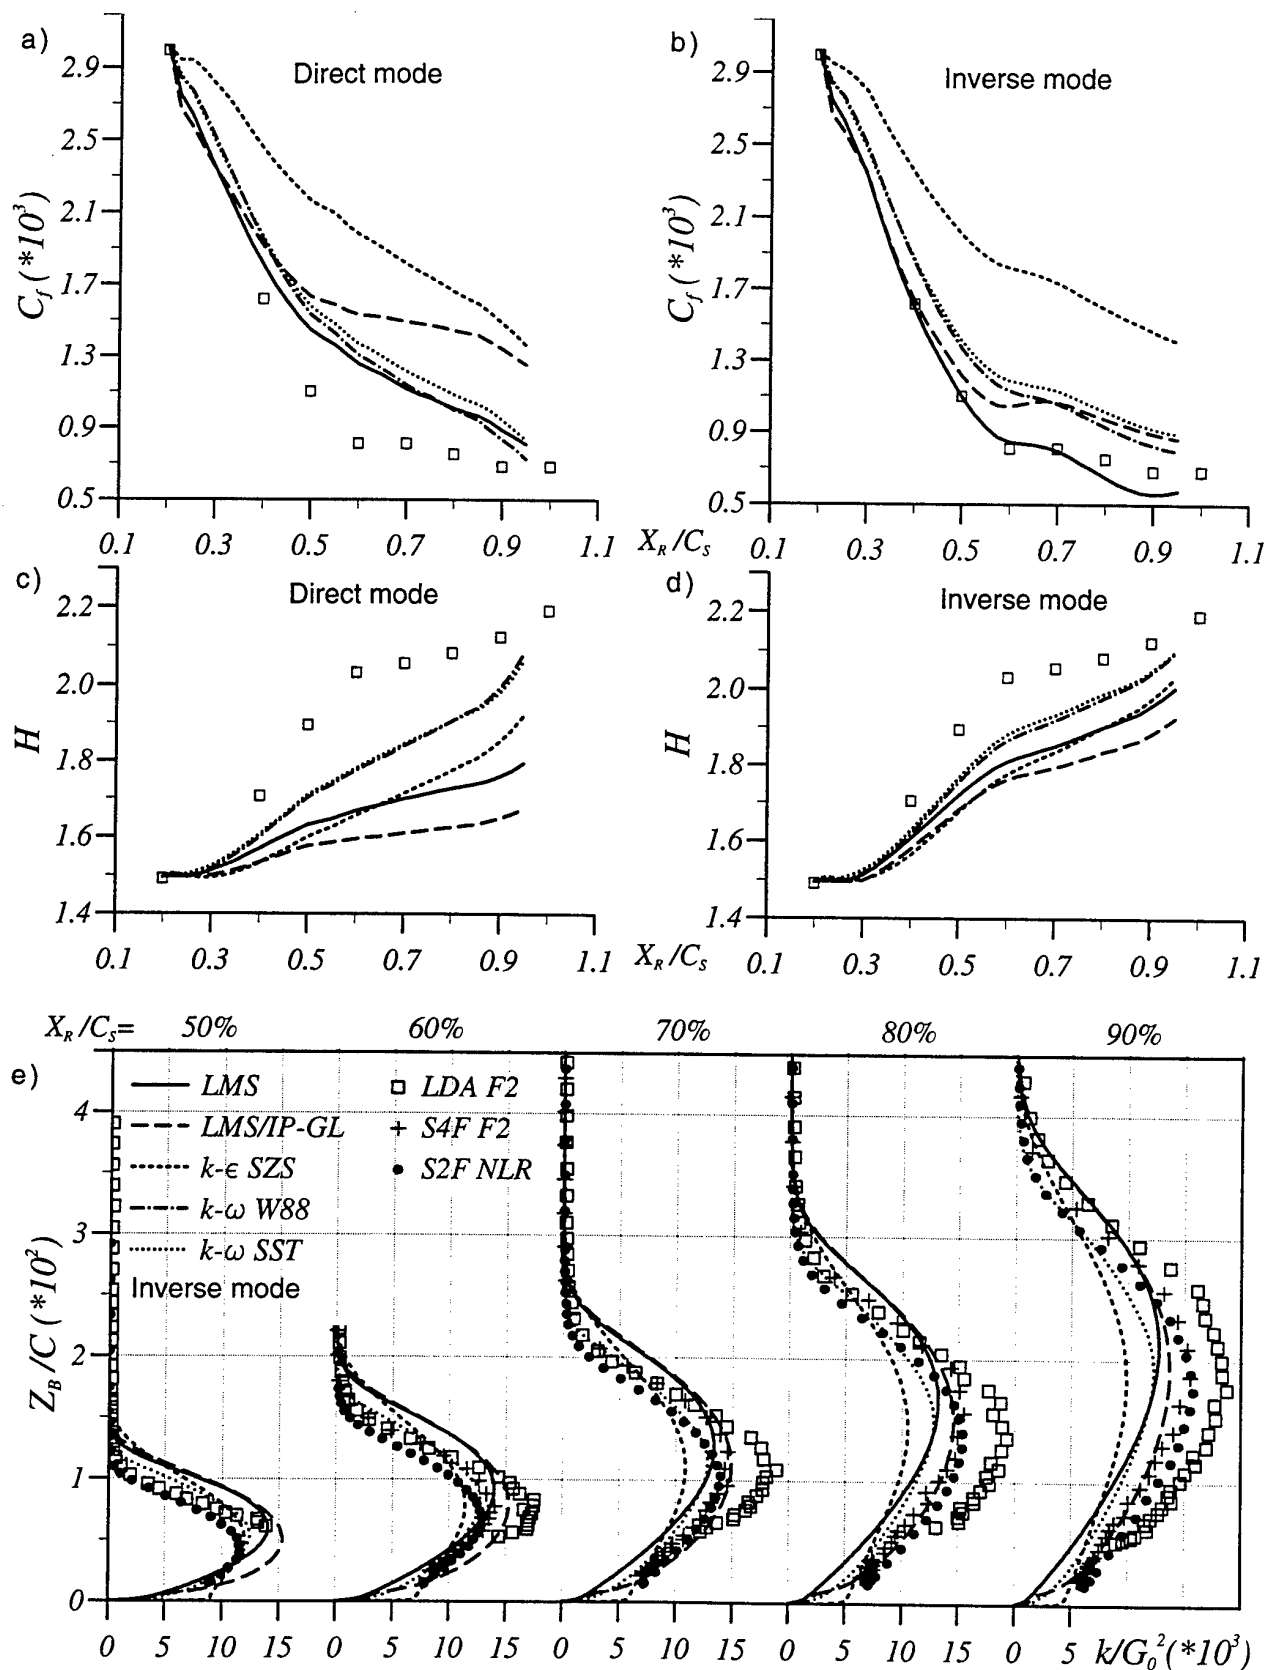 a)
Direct mode
C_f (*10^3)
2.9
2.5
2.1
1.7
1.3
0.9
0.5
0.1 0.3 0.5 0.7 0.9 1.1
b)
Inverse mode
C_f (*10^3)
2.9
2.5
2.1
1.7
1.3
0.9
0.5
X_R/C_S 0.1 0.3 0.5 0.7 0.9 1.1
c)
Direct mode
H
2.2
2.0
1.8
1.6
1.4
0.1 0.3 0.5 0.7 0.9 1.1
d)
Inverse mode
H
2.2
2.0
1.8
1.6
1.4
X_R/C_S 0.1 0.3 0.5 0.7 0.9 1.1
X_R/C_S= 50% 60% 70% 80% 90%
e)
LMS
LMS/IP-GL
k-ϵ SZS
k-ω W88
k-ω SST
Inverse mode
LDA F2
S4F F2
S2F NLR
Z_B/C (*10^2)
4
3
2
1
0
0 5 10 15 0 5 10 15 0 5 10 15 0 5 10 15 0 5 k/G_0^2(*10^3)